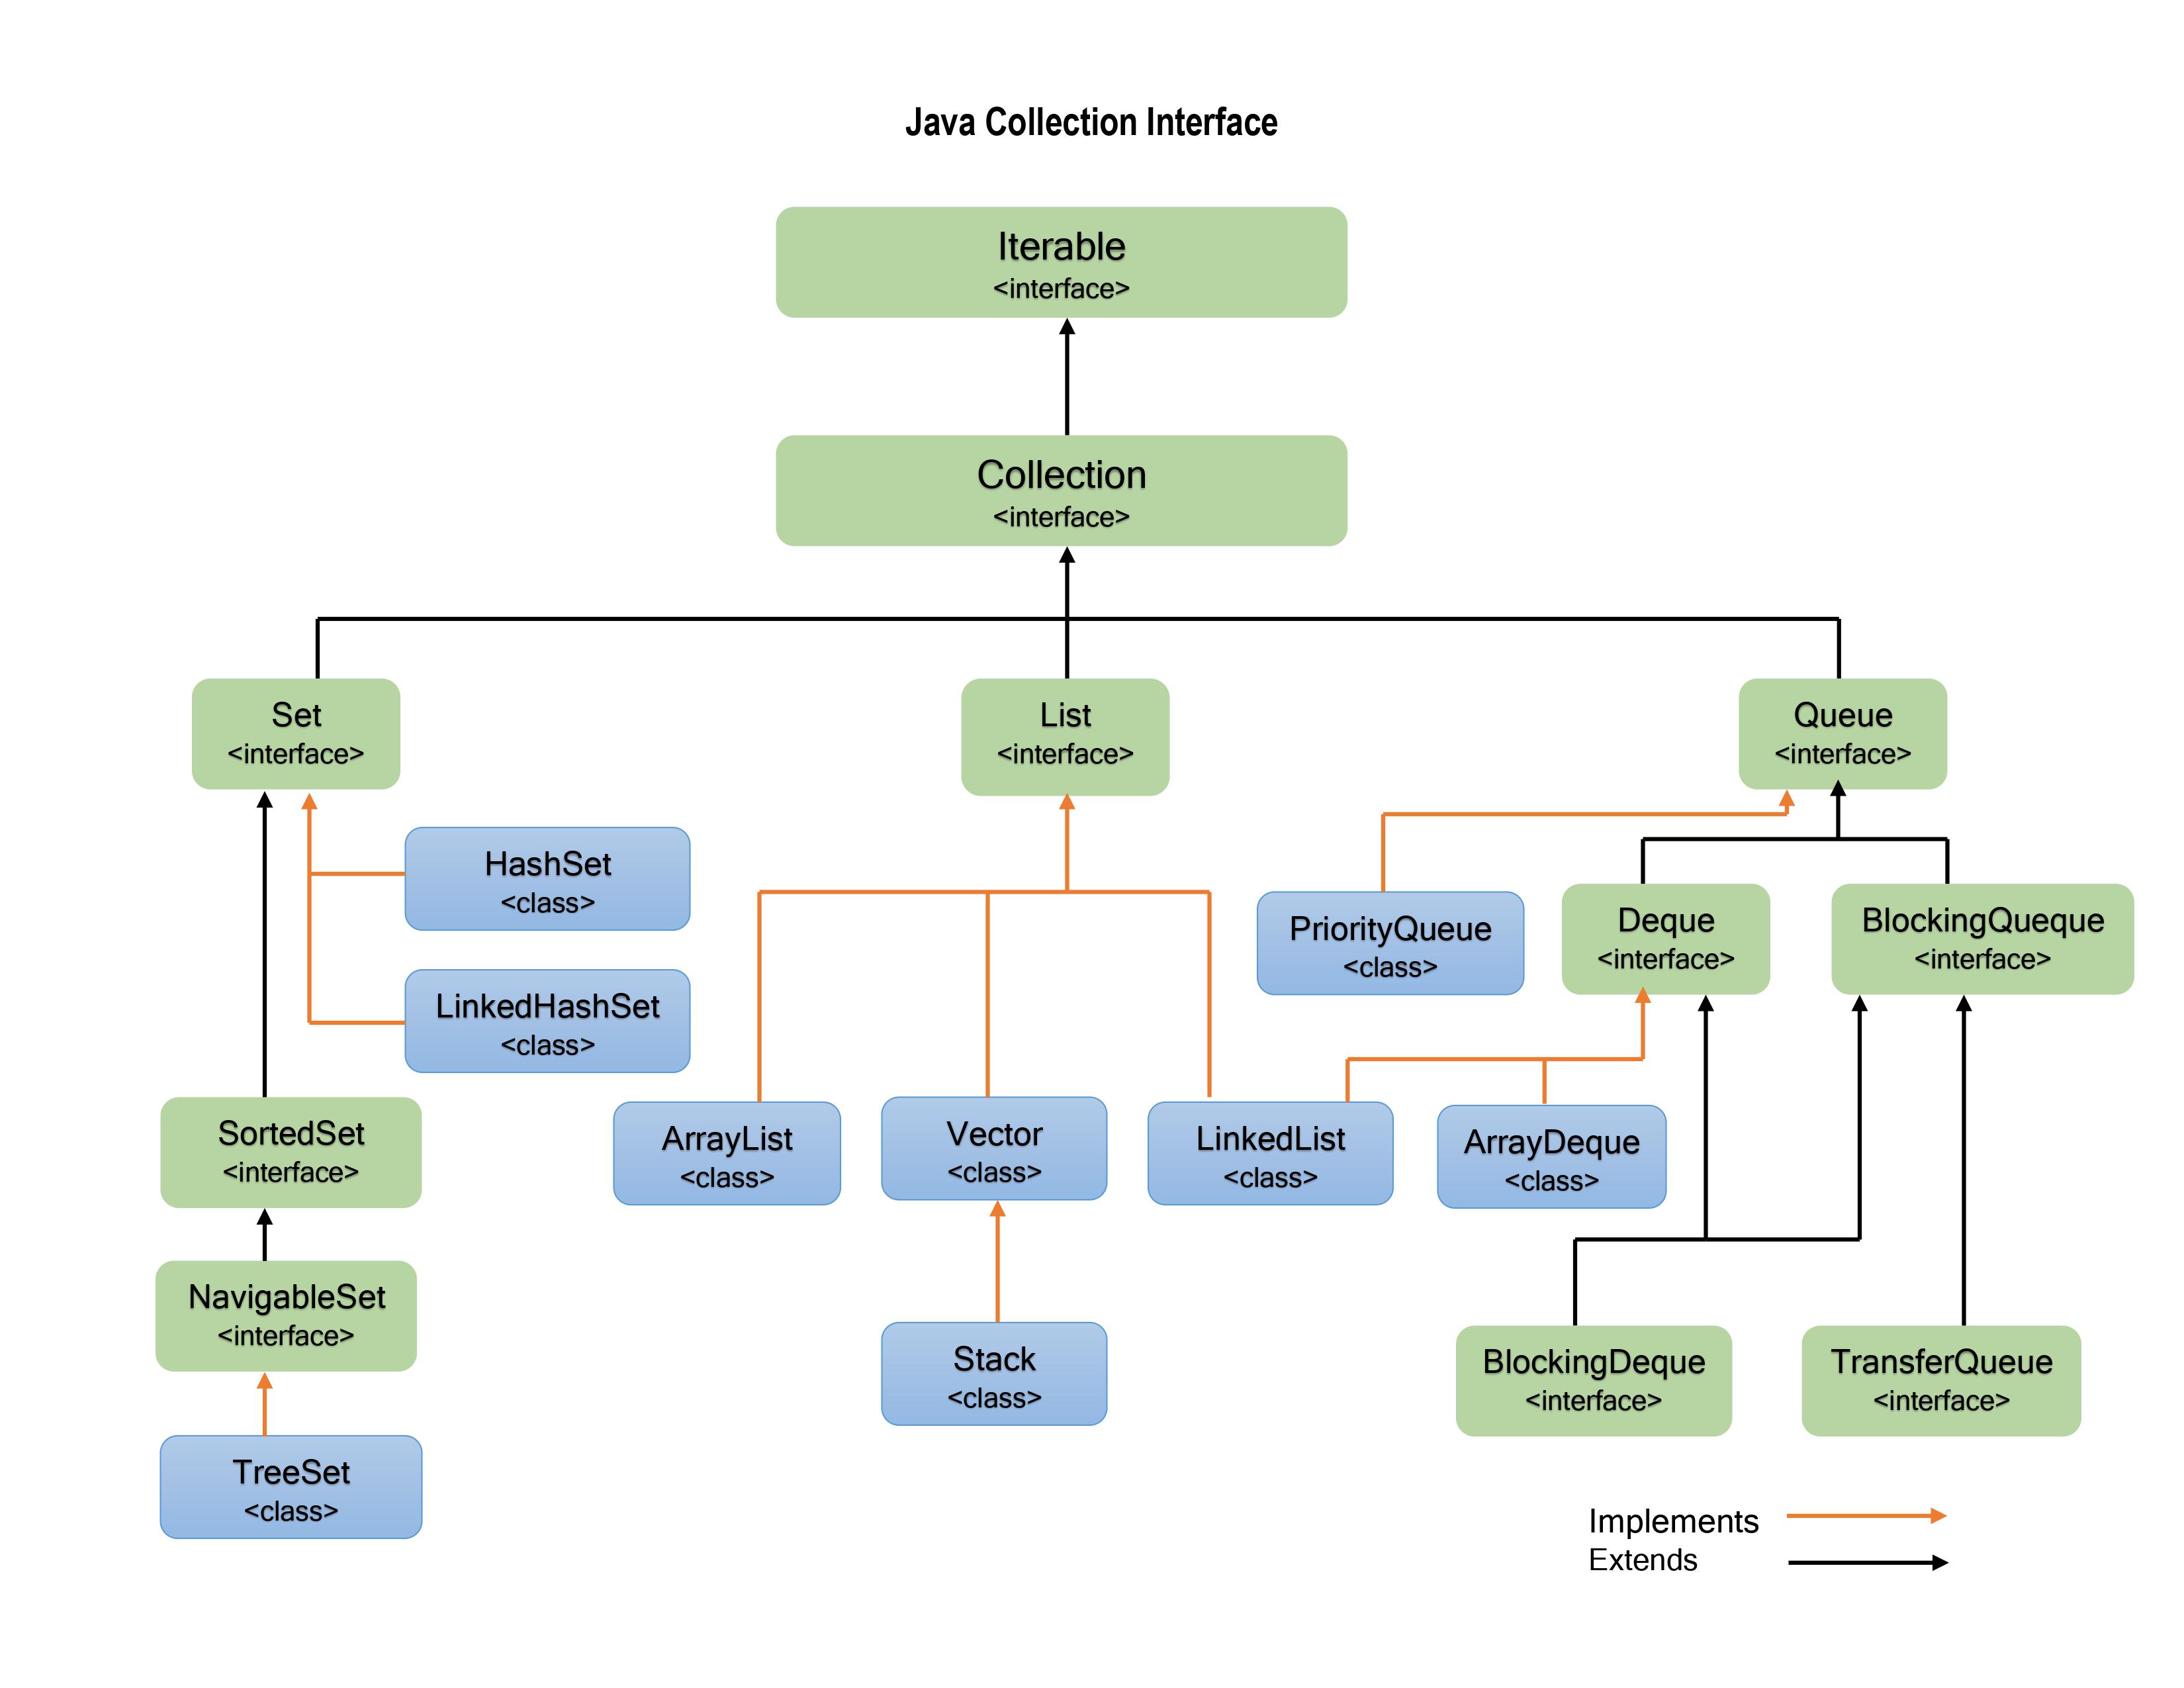 Java Collection Interface
Iterable
<interface>
Collection
<interface>
Set
<interface>
List
<interface>
Queue
<interface>
HashSet
<class>
LinkedHashSet
<class>
PriorityQueue
<class>
Deque
<interface>
BlockingQueque
<interface>
SortedSet
<interface>
ArrayList
<class>
Vector
<class>
LinkedList
<class>
ArrayDeque
<class>
NavigableSet
<interface>
Stack
<class>
BlockingDeque
<interface>
TransferQueue
<interface>
TreeSet
<class>
Implements
Extends